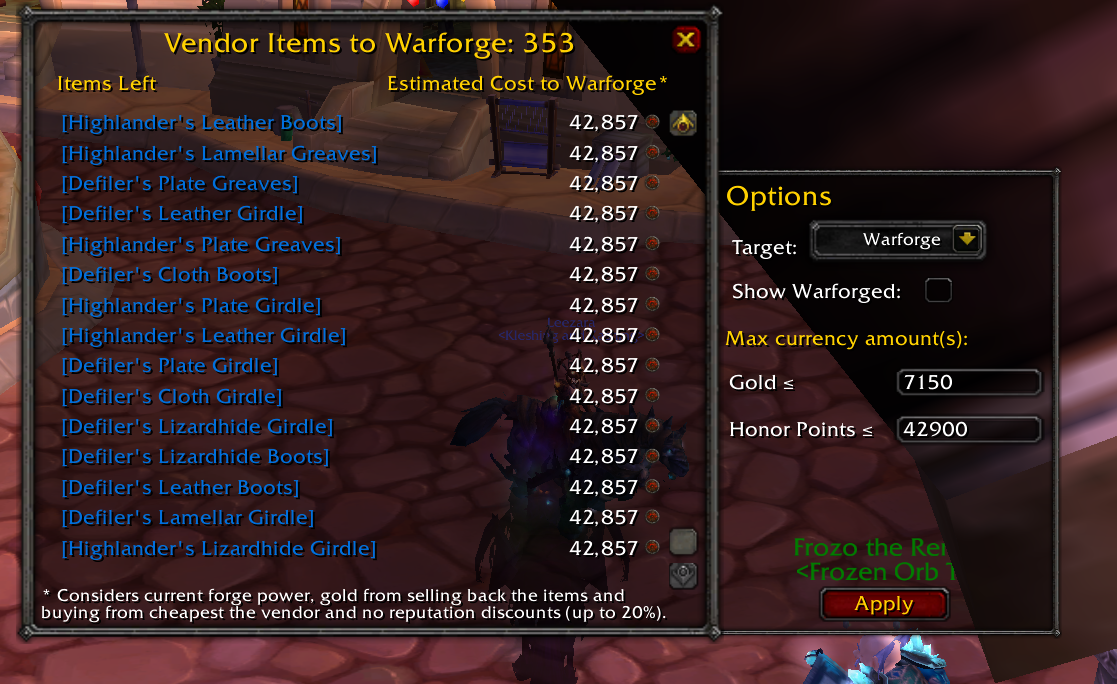 Vendor Items to Warforge: 353
Items Left Estimated Cost to Warforge*
[Highlander's Leather Boots] 42,857
[Highlander's Lamellar Greaves] 42,857
[Defiler's Plate Greaves] 42,857
[Defiler's Leather Girdle] 42,857
[Highlander's Plate Greaves] 42,857
[Defiler's Cloth Boots] 42,857
[Highlander's Plate Girdle] 42,857
[Highlander's Leather Girdle] 42,857
[Defiler's Plate Girdle] 42,857
[Defiler's Cloth Girdle] 42,857
[Defiler's Lizardhide Girdle] 42,857
[Defiler's Lizardhide Boots] 42,857
[Defiler's Leather Boots] 42,857
[Defiler's Lamellar Girdle] 42,857
[Highlander's Lizardhide Girdle] 42,857
* Considers current forge power, gold from selling back the items and
buying from cheapest the vendor and no reputation discounts (up to 20%).
Options
Target: Warforge
Show Warforged:
Max currency amount(s):
Gold ≤ 7150
Honor Points ≤ 42900
Frozo the Ren
<Frozen Orb T
Apply